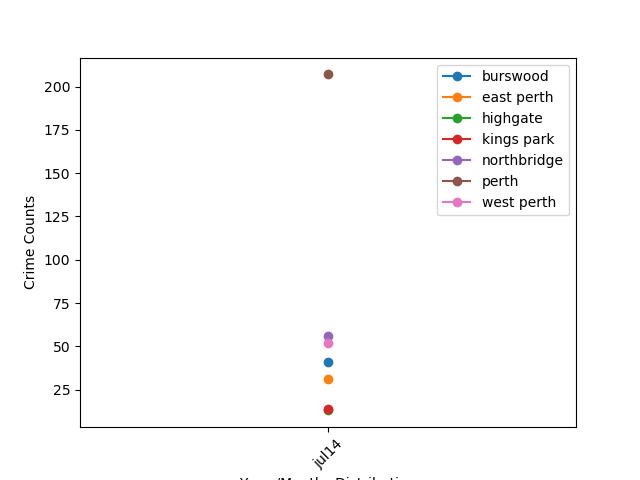 200
175
150
125
100
75
50
25
Crime Counts
burswood
east perth
highgate
kings park
northbridge
perth
west perth
jul14